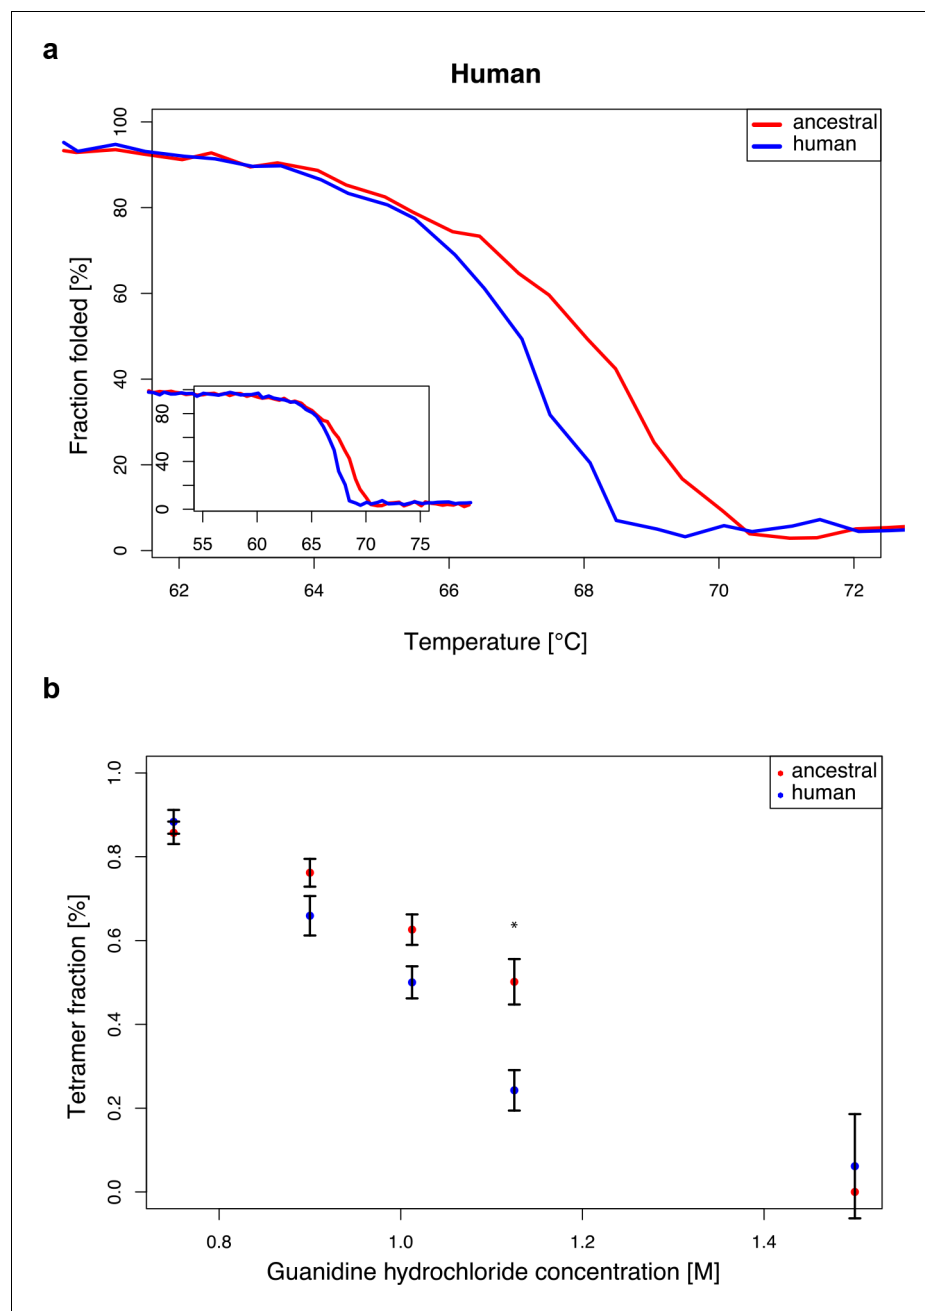 a
Human
ancestral
human
Fraction folded [%]
100
80
60
40
20
0
80
40
0
55 60 65 70 75
62 64 66 68 70 72
Temperature [°C]
b
ancestral
human
Tetramer fraction [%]
1.0
0.8
0.6
0.4
0.2
0.0
*
0.8 1.0 1.2 1.4
Guanidine hydrochloride concentration [M]